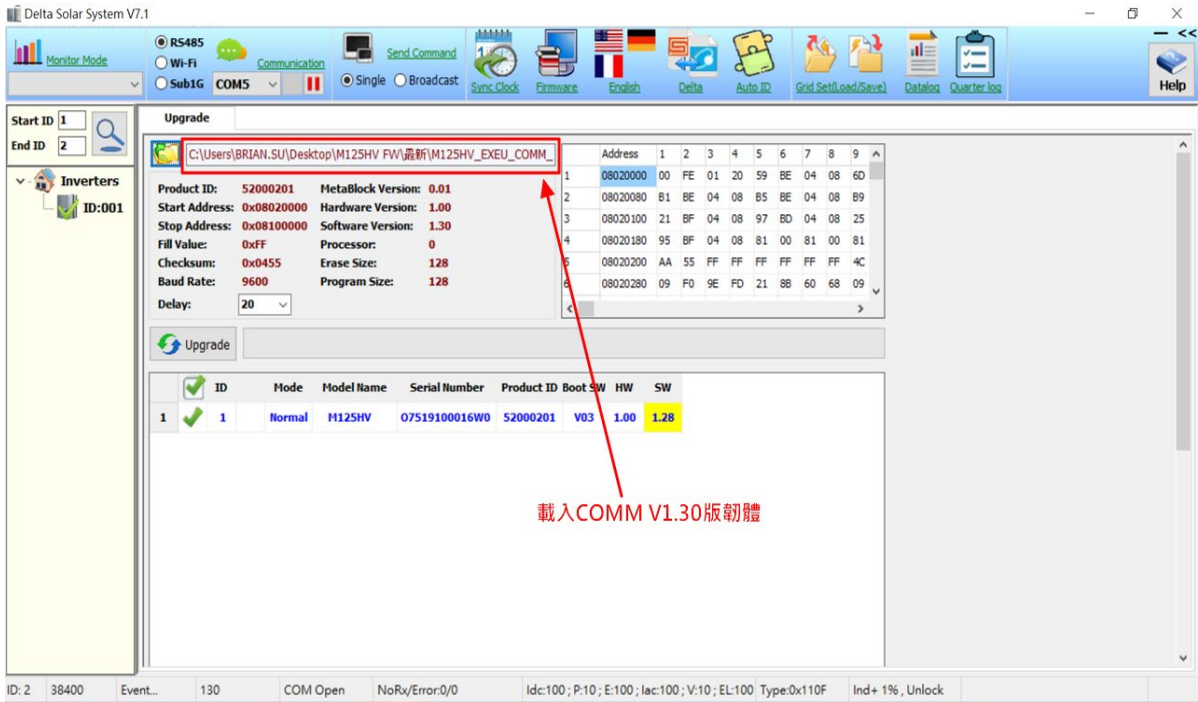 Delta Solar System V7.1
Monitor Mode
RS485
Wi-Fi
Sub1G
Communication
COM5
Send Command
Single
Broadcast
Sync Clock
Firmware
English
Delta
Auto ID
Grid Set(Load/Save)
Datalog
Quarter log
<<
Help
Start ID 1
End ID 2
Inverters
ID:001
Upgrade
C:\Users\BRIAN.SU\Desktop\M125HV FW\最新\M125HV_EXEU_COMM_
Product ID: 52000201 MetaBlock Version: 0.01
Start Address: 0x08020000 Hardware Version: 1.00
Stop Address: 0x08100000 Software Version: 1.30
Fill Value: 0xFF Processor: 0
Checksum: 0x0455 Erase Size: 128
Baud Rate: 9600 Program Size: 128
Delay: 20
Address 1 2 3 4 5 6 7 8 9
1 08020000 00 FE 01 20 59 BE 04 08 6D
2 08020080 B1 BE 04 08 B5 BE 04 08 B9
3 08020100 21 BF 04 08 97 BD 04 08 25
4 08020180 95 BF 04 08 81 00 81 00 81
5 08020200 AA 55 FF FF FF FF FF FF 4C
6 08020280 09 F0 9E FD 21 8B 60 68 09
Upgrade
ID Mode Model Name Serial Number Product ID Boot SW HW SW
1 1 Normal M125HV O7519100016W0 52000201 V03 1.00 1.28
載入COMM V1.30版韌體
ID: 2 38400 Event... 130 COM Open NoRx/Error:0/0 Idc:100 ; P:10 ; E:100 ; Iac:100 ; V:10 ; EL:100 Type:0x110F Ind+ 1% , Unlock